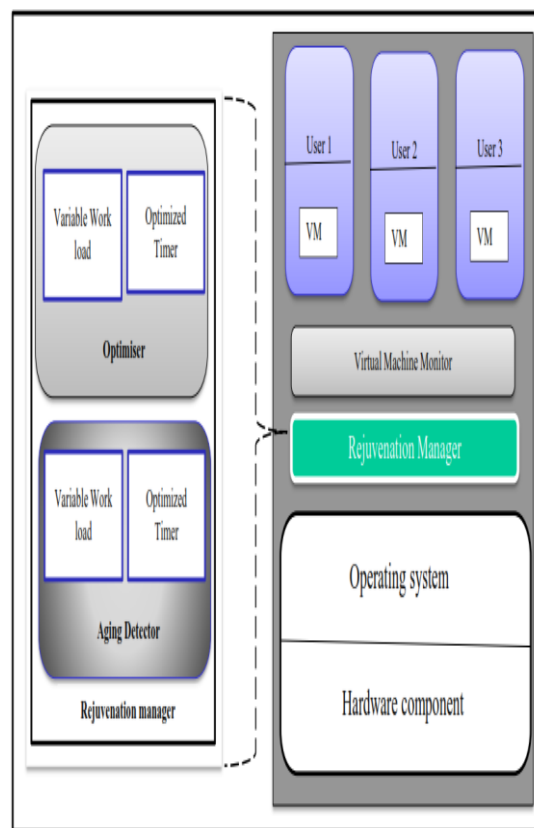 Variable Work
load
Optimized
Timer
Optimiser
Variable Work
load
Optimized
Timer
Aging Detector
Rejuvenation manager
User 1
VM
User 2
VM
User 3
VM
Virtual Machine Monitor
Rejuvenation Manager
Operating system
Hardware component